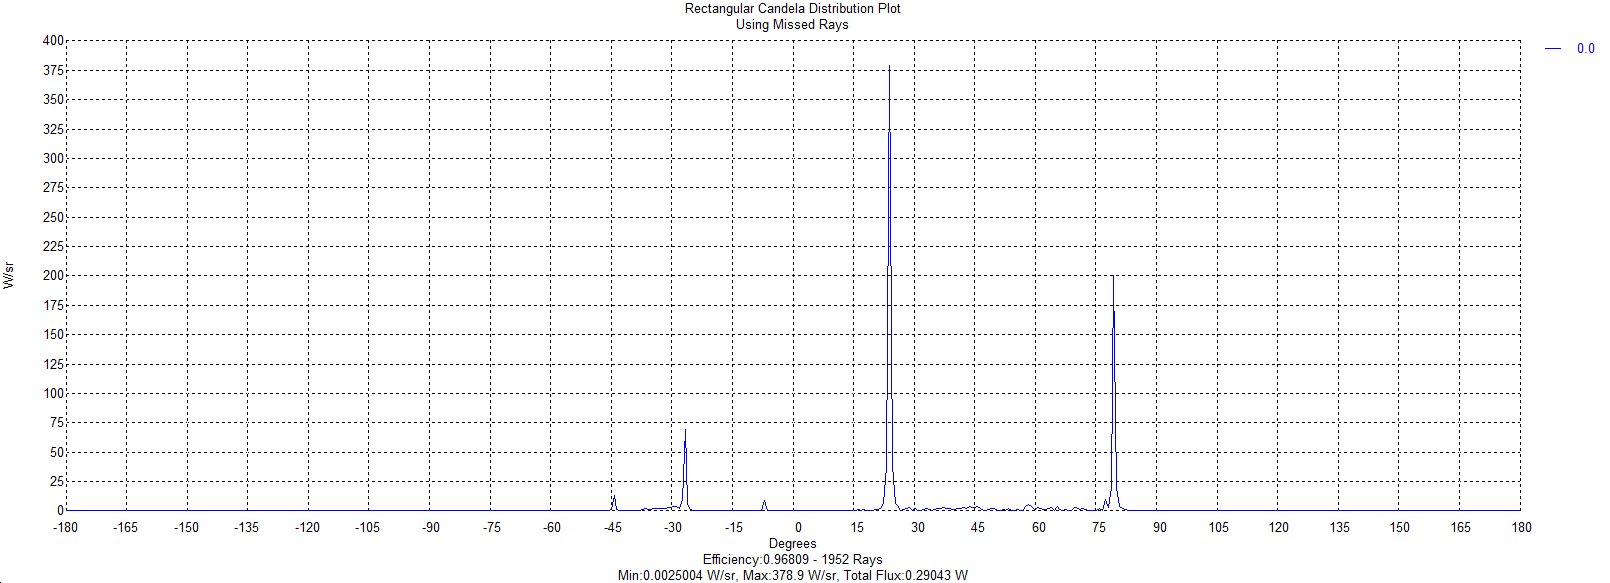 Rectangular Candela Distribution Plot
Using Missed Rays
0.0
400
375
350
325
300
275
250
225
200
175
150
125
100
75
50
25
0
W/sr
-180 -165 -150 -135 -120 -105 -90 -75 -60 -45 -30 -15 0 15 30 45 60 75 90 105 120 135 150 165 180
Degrees
Efficiency:0.96809 - 1952 Rays
Min:0.0025004 W/sr, Max:378.9 W/sr, Total Flux:0.29043 W